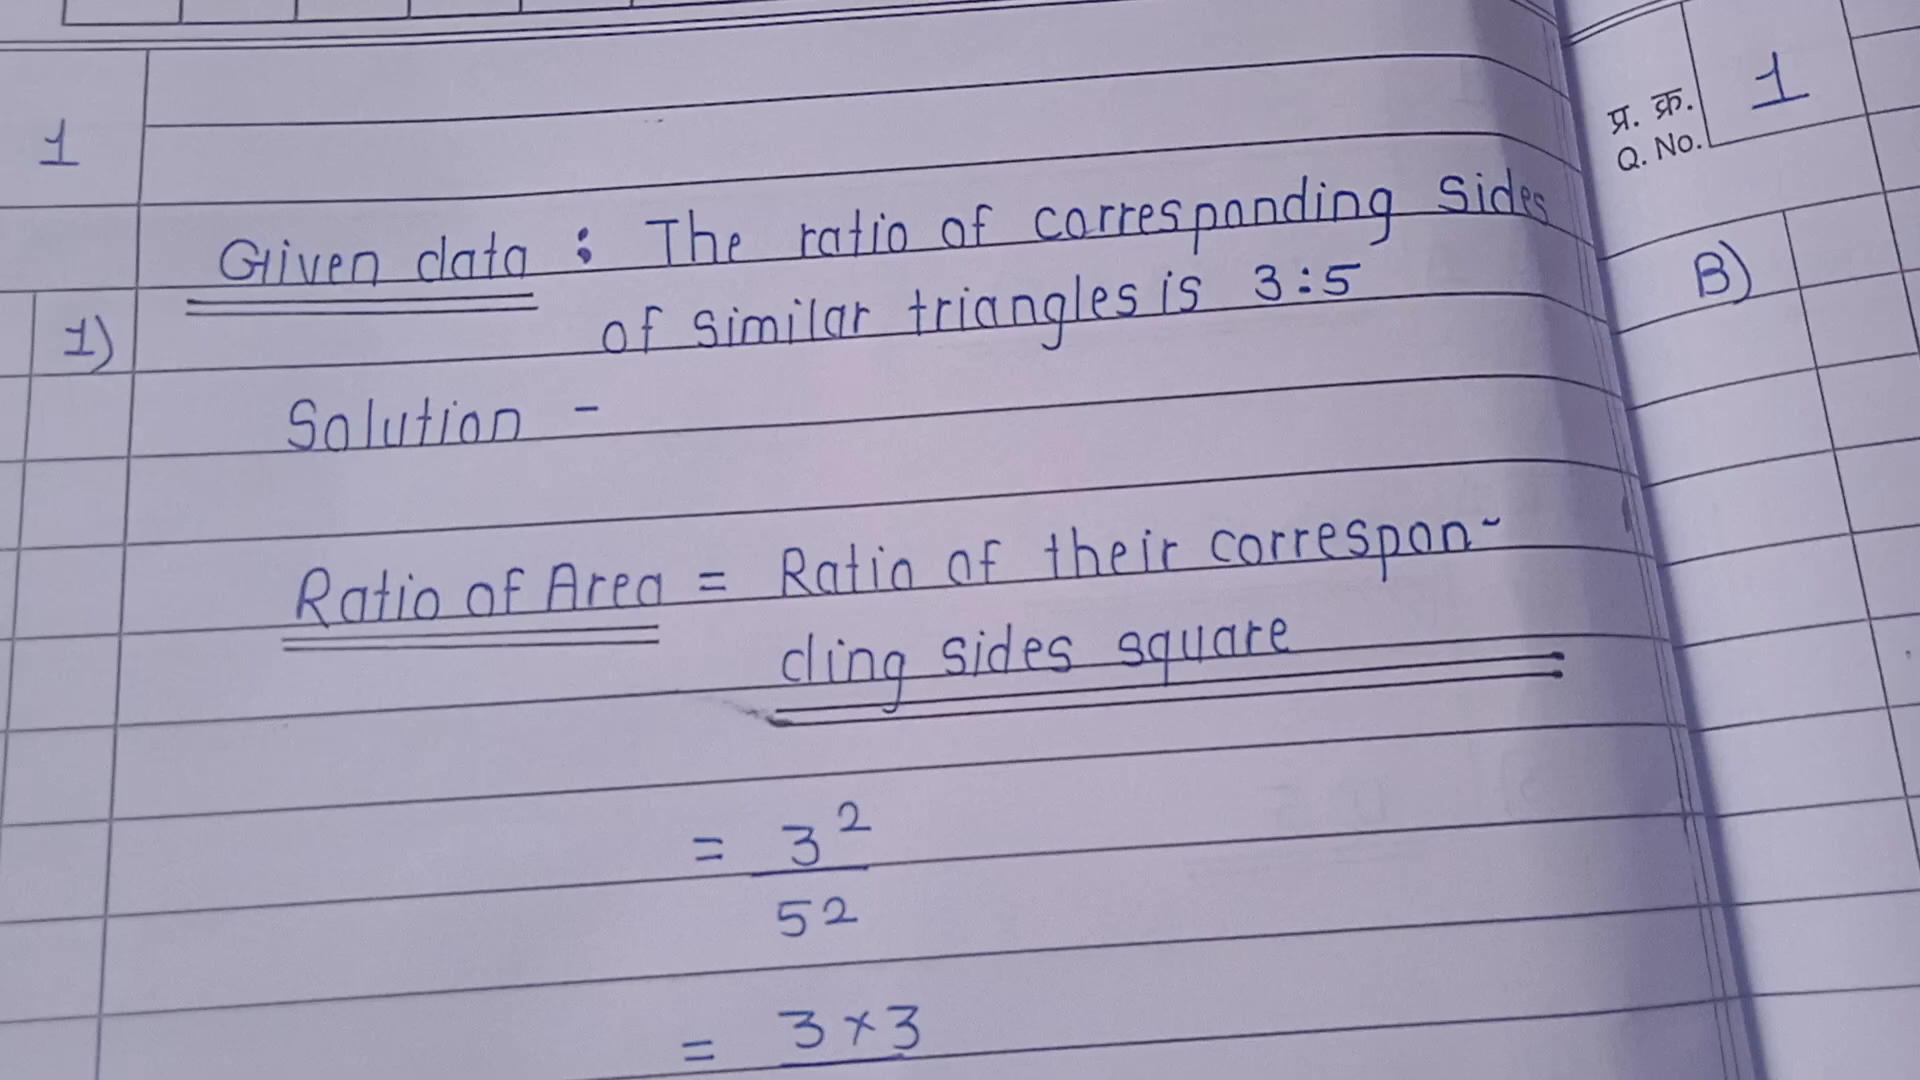 1
1)
Given data : The ratio of corresponding Sides
of similar triangles is 3:5
Solution -
Ratio of Area = Ratio of their correspon-
ding sides square
= 3²
5²
= 3 × 3
प्र. क्र.
Q. No.
1
B)